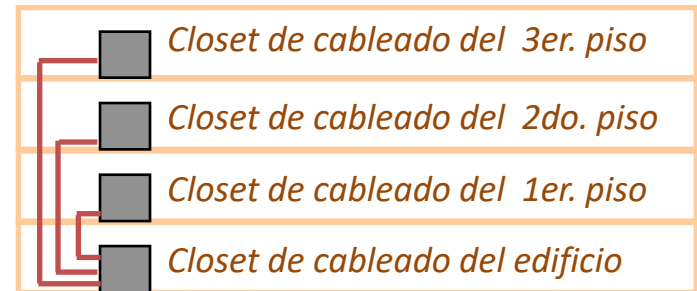 Closet de cableado del 3er. piso
Closet de cableado del 2do. piso
Closet de cableado del 1er. piso
Closet de cableado del edificio